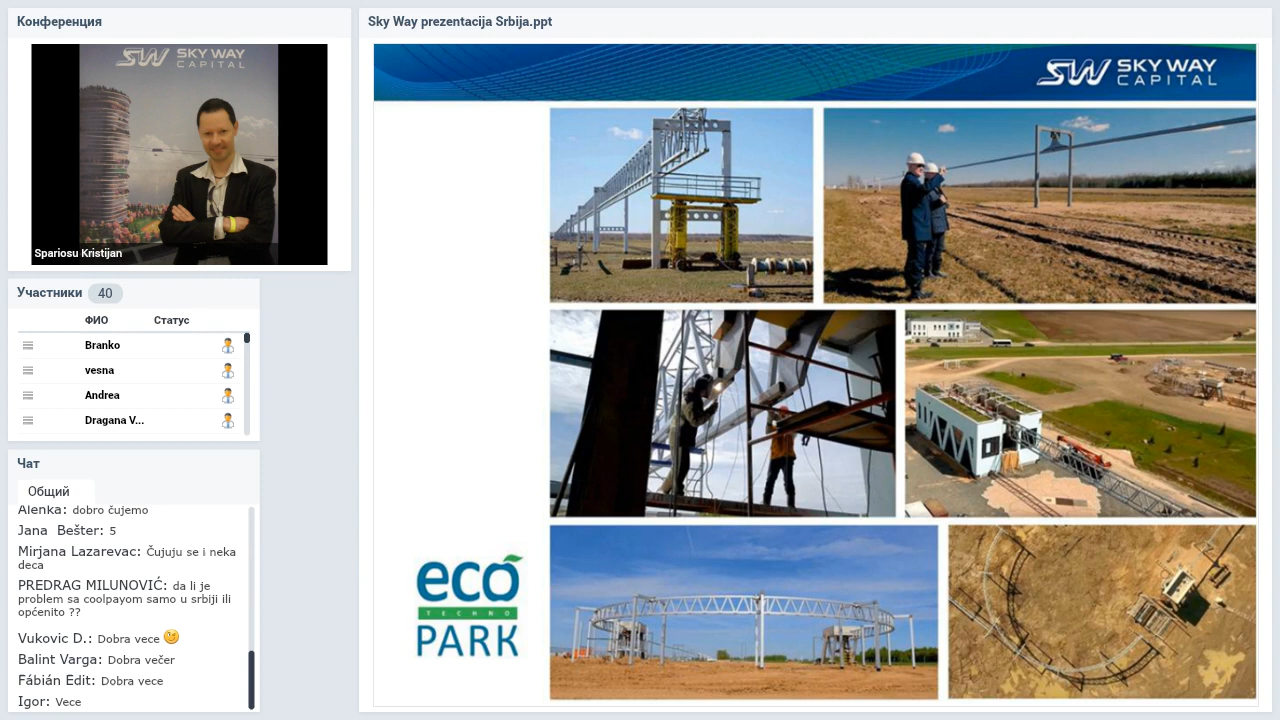 Конференция
SKY WAY
CAPITAL
Spariosu Kristijan
Участники 40
ФИО Статус
Branko
vesna
Andrea
Dragana V...
Чат
Общий
Alenka: dobro čujemo
Jana Bešter: 5
Mirjana Lazarevac: Čujuju se i neka
deca
PREDRAG MILUNOVIĆ: da li je
problem sa coolpayom samo u srbiji ili
općenito ??
Vukovic D.: Dobra vece
Balint Varga: Dobra večer
Fábián Edit: Dobra vece
Igor: Vece
Sky Way prezentacija Srbija.ppt
SW SKY WAY
CAPITAL
eco
TECHNO
PARK